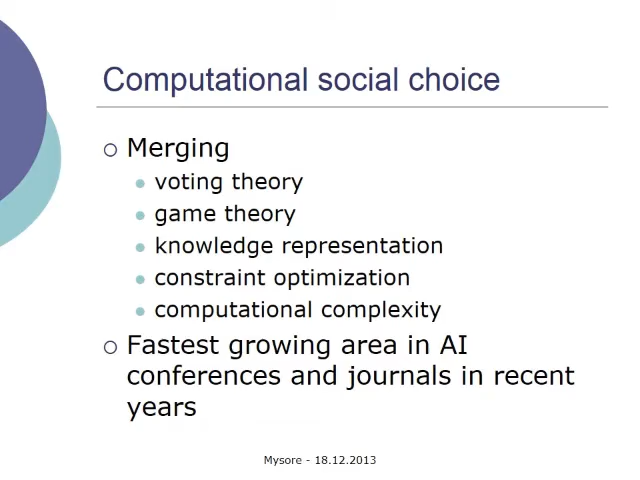 Computational social choice
Merging
voting theory
game theory
knowledge representation
constraint optimization
computational complexity
Fastest growing area in AI
conferences and journals in recent
years
Mysore - 18.12.2013